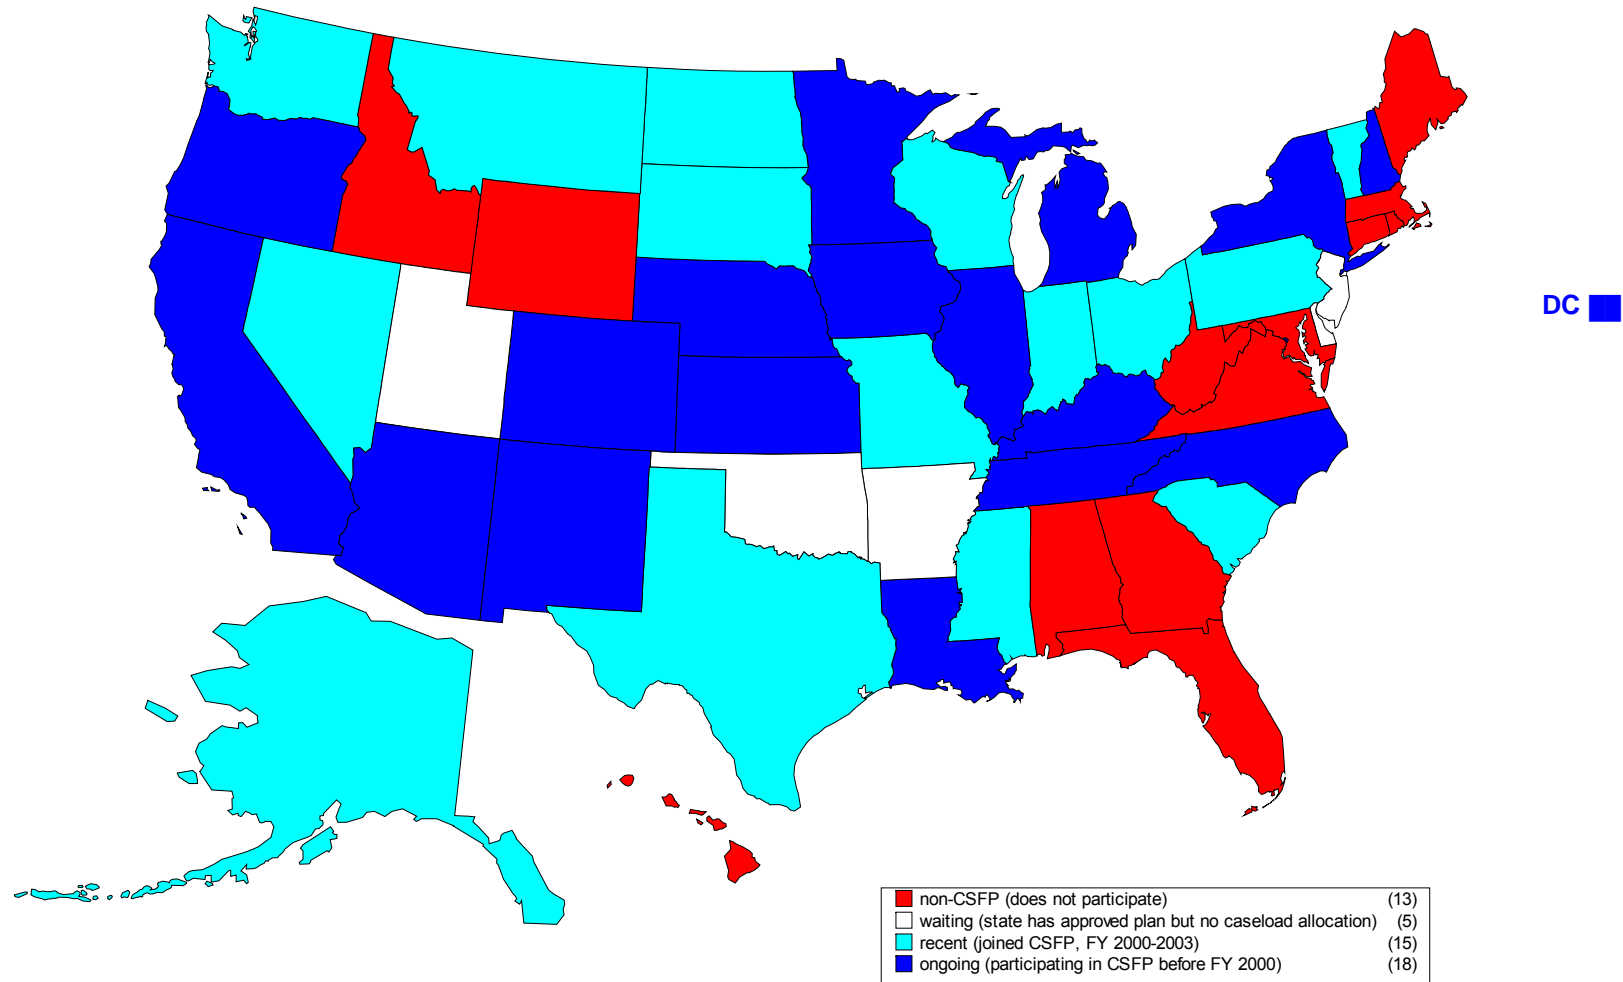 DC
non-CSFP (does not participate) (13)
waiting (state has approved plan but no caseload allocation) (5)
recent (joined CSFP, FY 2000-2003) (15)
ongoing (participating in CSFP before FY 2000) (18)